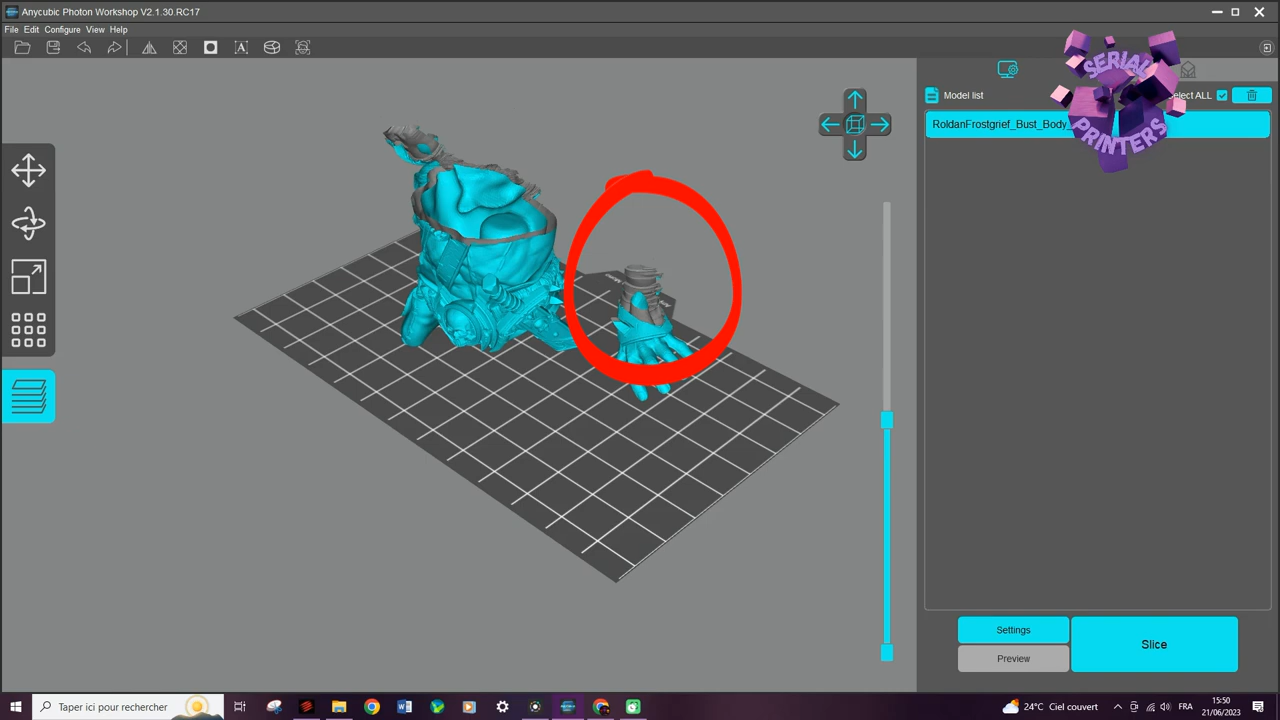 Anycubic Photon Workshop V2.1.30.RC17
File Edit Configure View Help
SERIAL
PRINTERS
Model list
elect ALL
RoldanFrostgrief_Bust_Body_
Settings
Slice
Preview
Taper ici pour rechercher
24°C Ciel couvert
FRA
15:50
21/06/2023